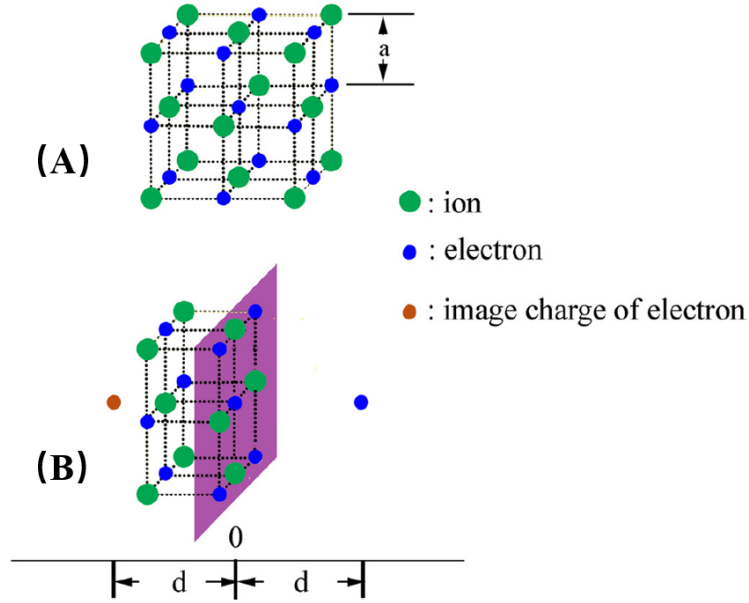 a
(A)
: ion
: electron
: image charge of electron
(B)
0
d
d